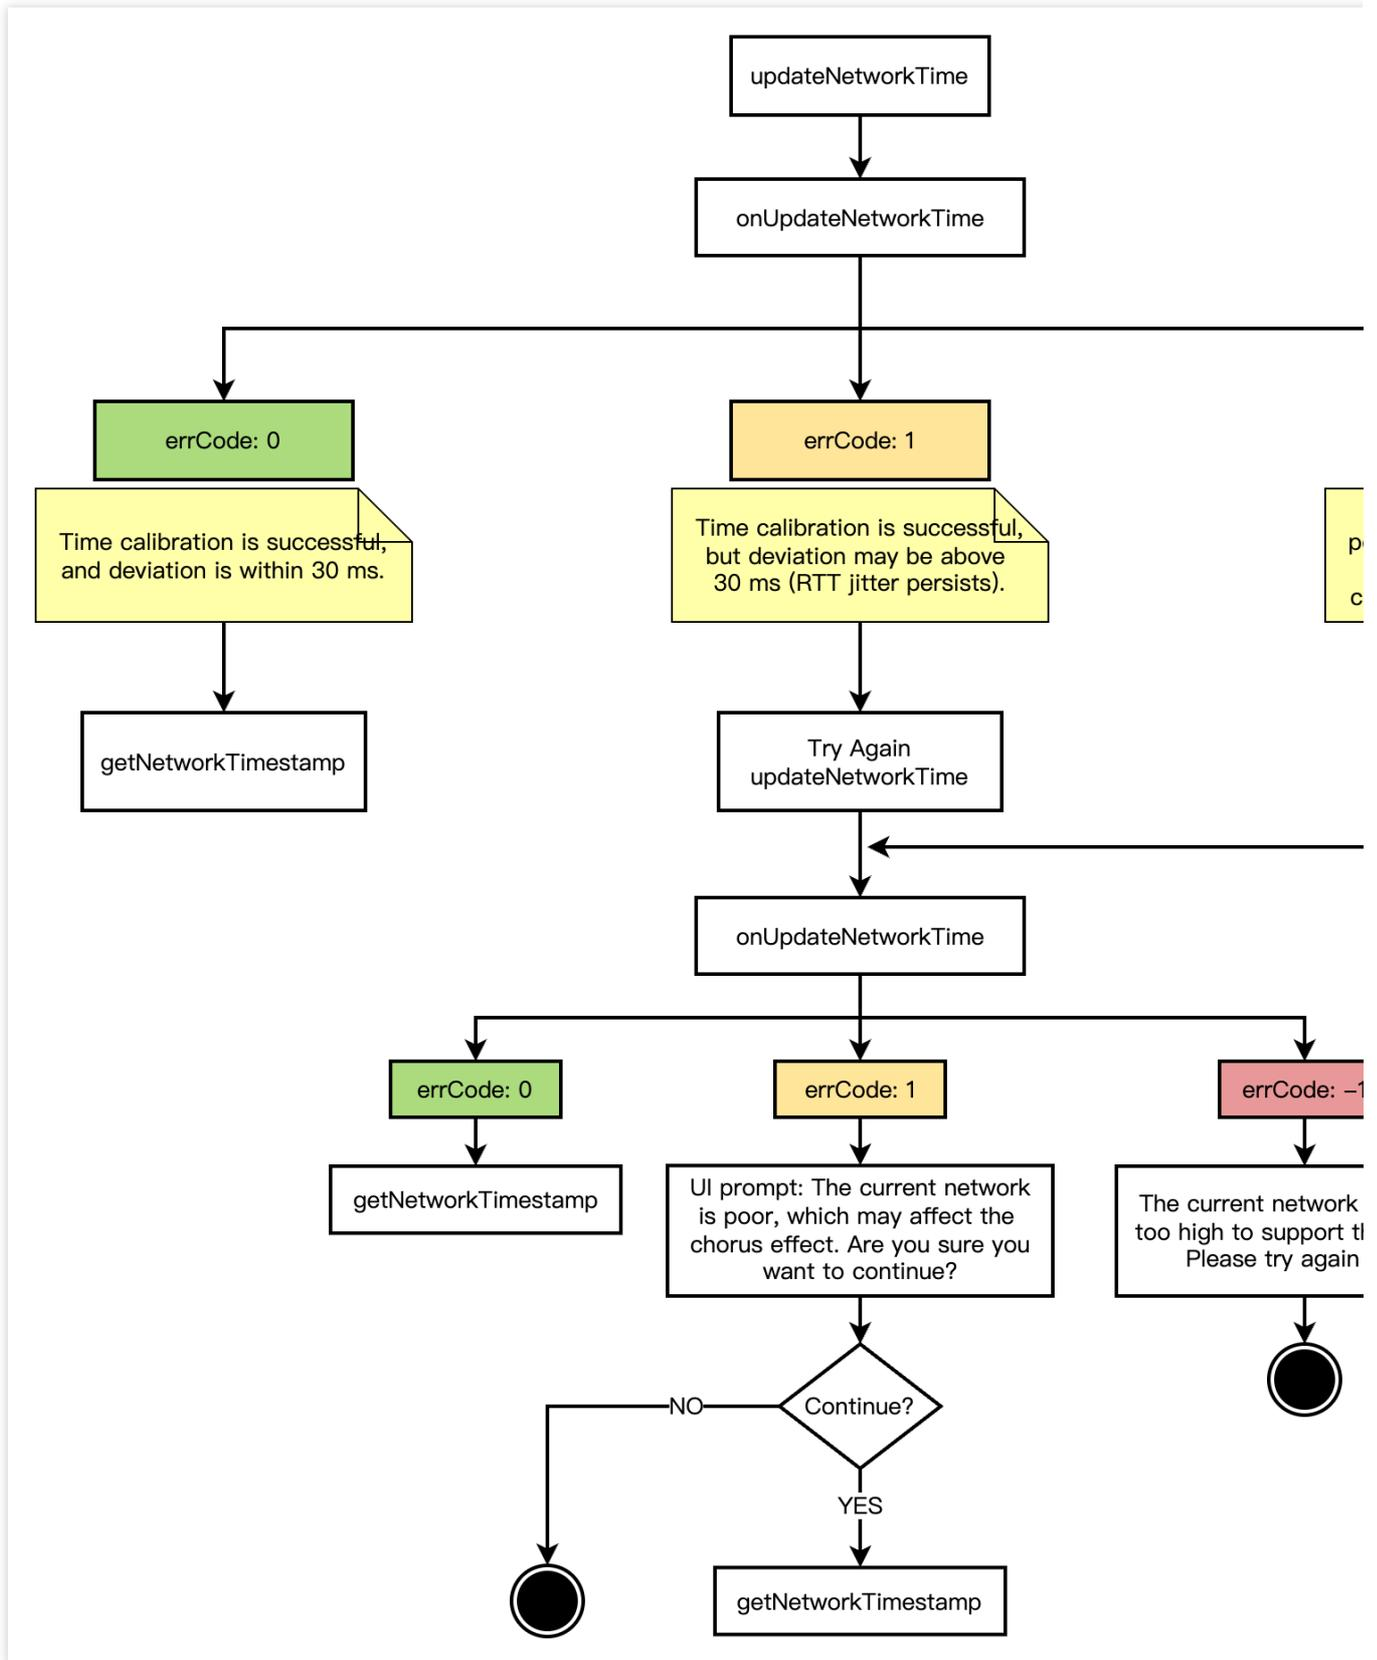 updateNetworkTime
onUpdateNetworkTime
errCode: 0
errCode: 1
Time calibration is successful,
and deviation is within 30 ms.
Time calibration is successful,
but deviation may be above
30 ms (RTT jitter persists).
getNetworkTimestamp
Try Again
updateNetworkTime
onUpdateNetworkTime
errCode: 0
errCode: 1
errCode: –1
getNetworkTimestamp
UI prompt: The current network
is poor, which may affect the
chorus effect. Are you sure you
want to continue?
The current network
too high to support
Please try again
Continue?
NO
YES
getNetworkTimestamp